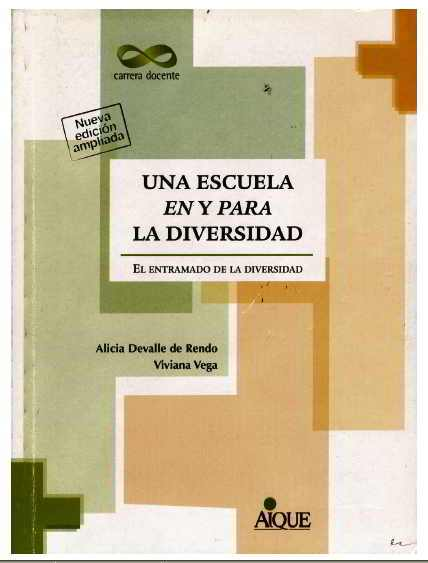 carrera docente
Nueva
edición
ampliada
UNA ESCUELA
EN Y PARA
LA DIVERSIDAD
EL ENTRAMADO DE LA DIVERSIDAD
Alicia Devalle de Rendo
Viviana Vega
AIQUE